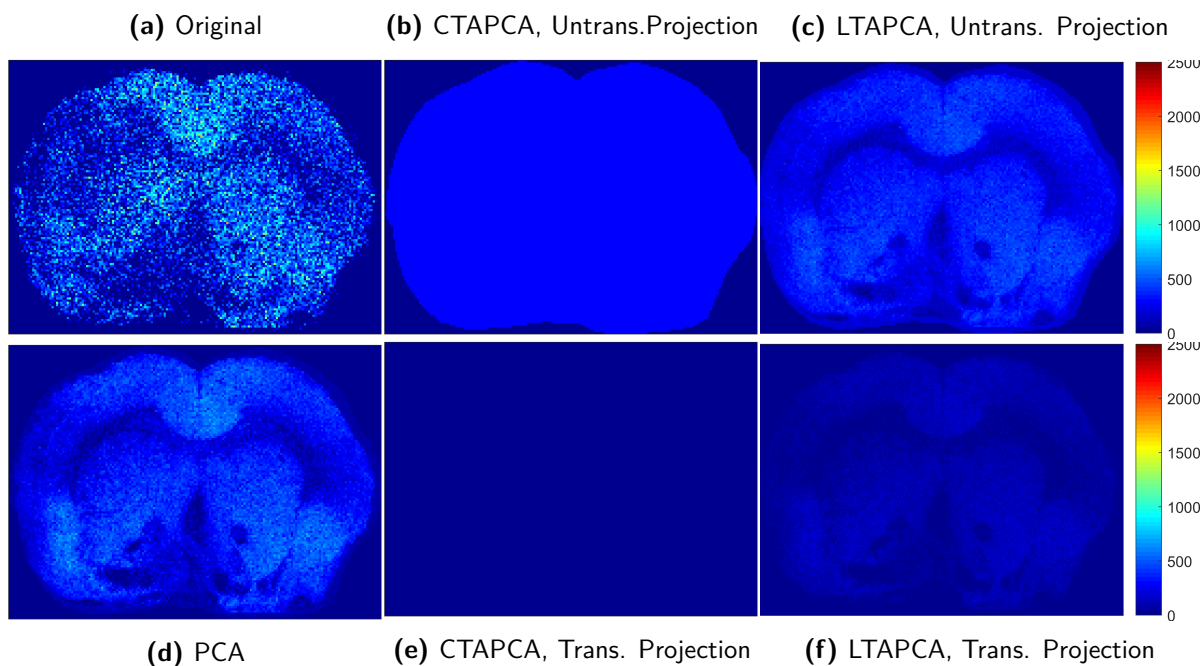 (a) Original
(b) CTAPCA, Untrans.Projection
(c) LTAPCA, Untrans. Projection
2500
2000
1500
1000
500
0
2500
2000
1500
1000
500
0
(d) PCA
(e) CTAPCA, Trans. Projection
(f) LTAPCA, Trans. Projection